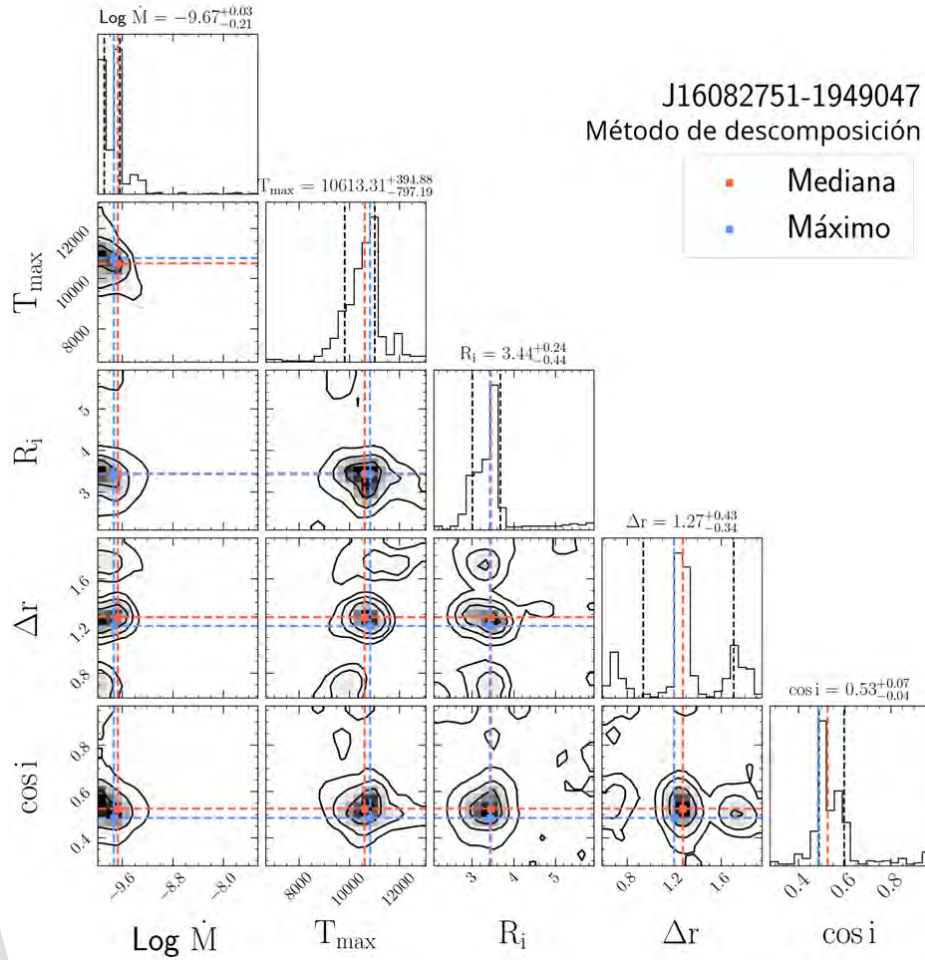 Log Ṁ = −9.67 +0.03 −0.21
J16082751-1949047
Método de descomposición
Mediana
Máximo
T_max = 10613.31 +394.88 −797.19
12000
10000
8000
T_max
R_i = 3.44 +0.24 −0.44
5
4
3
R_i
Δr = 1.27 +0.43 −0.34
1.6
1.2
0.8
Δr
cos i = 0.53 +0.07 −0.04
0.8
0.6
0.4
cos i
−9.6 −8.8 −8.0 8000 10000 12000 3 4 5 0.8 1.2 1.6 0.4 0.6 0.8
Log Ṁ T_max R_i Δr cos i